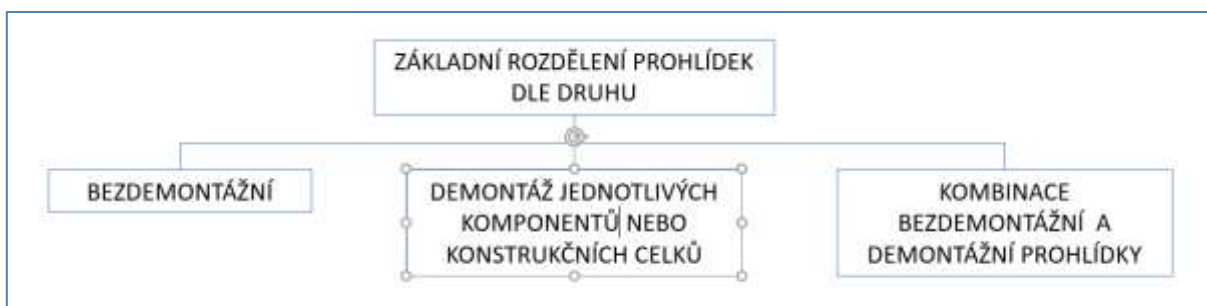 ZÁKLADNÍ ROZDĚLENÍ PROHLÍDEK
DLE DRUHU
BEZDEMONTÁŽNÍ
DEMONTÁŽ JEDNOTLIVÝCH
KOMPONENTŮ NEBO
KONSTRUKČNÍCH CELKŮ
KOMBINACE
BEZDEMONTÁŽNÍ A
DEMONTÁŽNÍ PROHLÍDKY